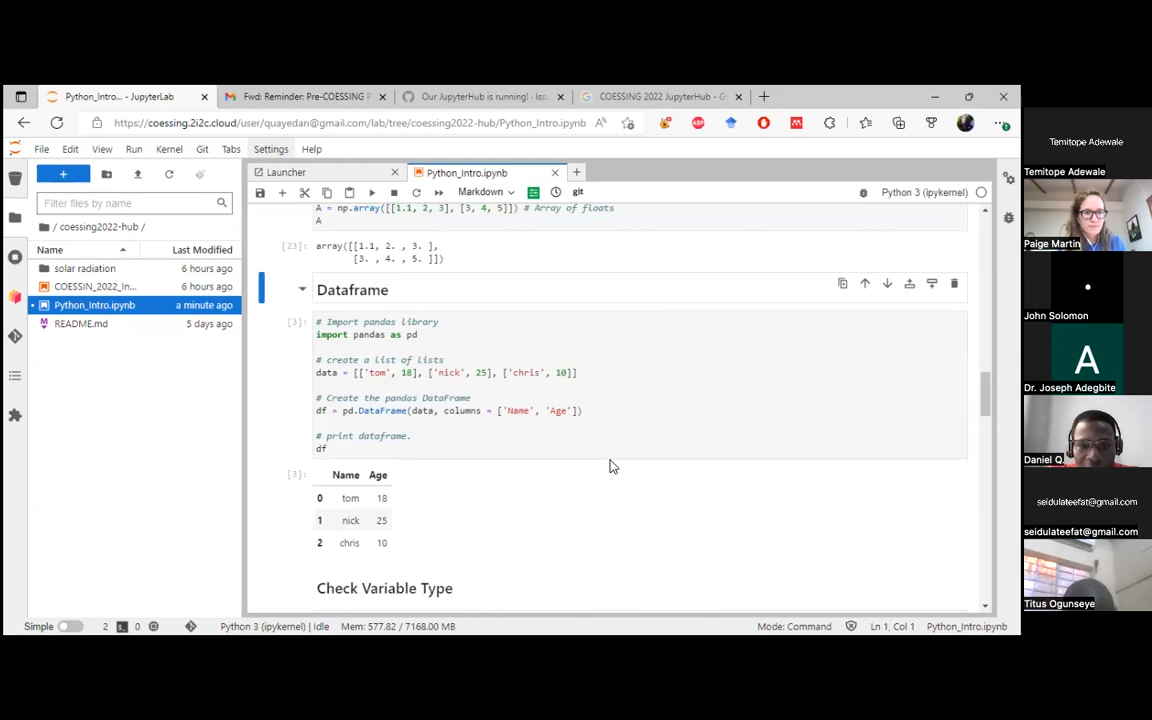 Python_Intro... - JupyterLab
Fwd: Reminder: Pre-COESSING P
Our JupyterHub is running! - Iss
COESSING 2022 JupyterHub - G
https://coessing.2i2c.cloud/user/quayedan@gmail.com/lab/tree/coessing2022-hub/Python_Intro.ipynb
File Edit View Run Kernel Git Tabs Settings Help
Launcher
Python_Intro.ipynb
Markdown
git
Python 3 (ipykernel)
Filter files by name
/ coessing2022-hub /
Name Last Modified
solar radiation 6 hours ago
COESSIN_2022_In... 6 hours ago
Python_Intro.ipynb a minute ago
README.md 5 days ago
A = np.array([[1.1, 2, 3], [3, 4, 5]]) # Array of floats
A
[23]: array([[1.1, 2. , 3. ],
[3. , 4. , 5. ]])
Dataframe
[3]: # Import pandas library
import pandas as pd
# create a list of lists
data = [['tom', 18], ['nick', 25], ['chris', 10]]
# Create the pandas DataFrame
df = pd.DataFrame(data, columns = ['Name', 'Age'])
# print dataframe.
df
[3]: Name Age
0 tom 18
1 nick 25
2 chris 10
Check Variable Type
Simple 2 0 Python 3 (ipykernel) | Idle Mem: 577.82 / 7168.00 MB Mode: Command Ln 1, Col 1 Python_Intro.ipynb
Temitope Adewale
Temitope Adewale
Paige Martin
John Solomon
A
Dr. Joseph Adegbite
Daniel Q.
seidulateefat@gmail.com
seidulateefat@gmail.com
Titus Ogunseye